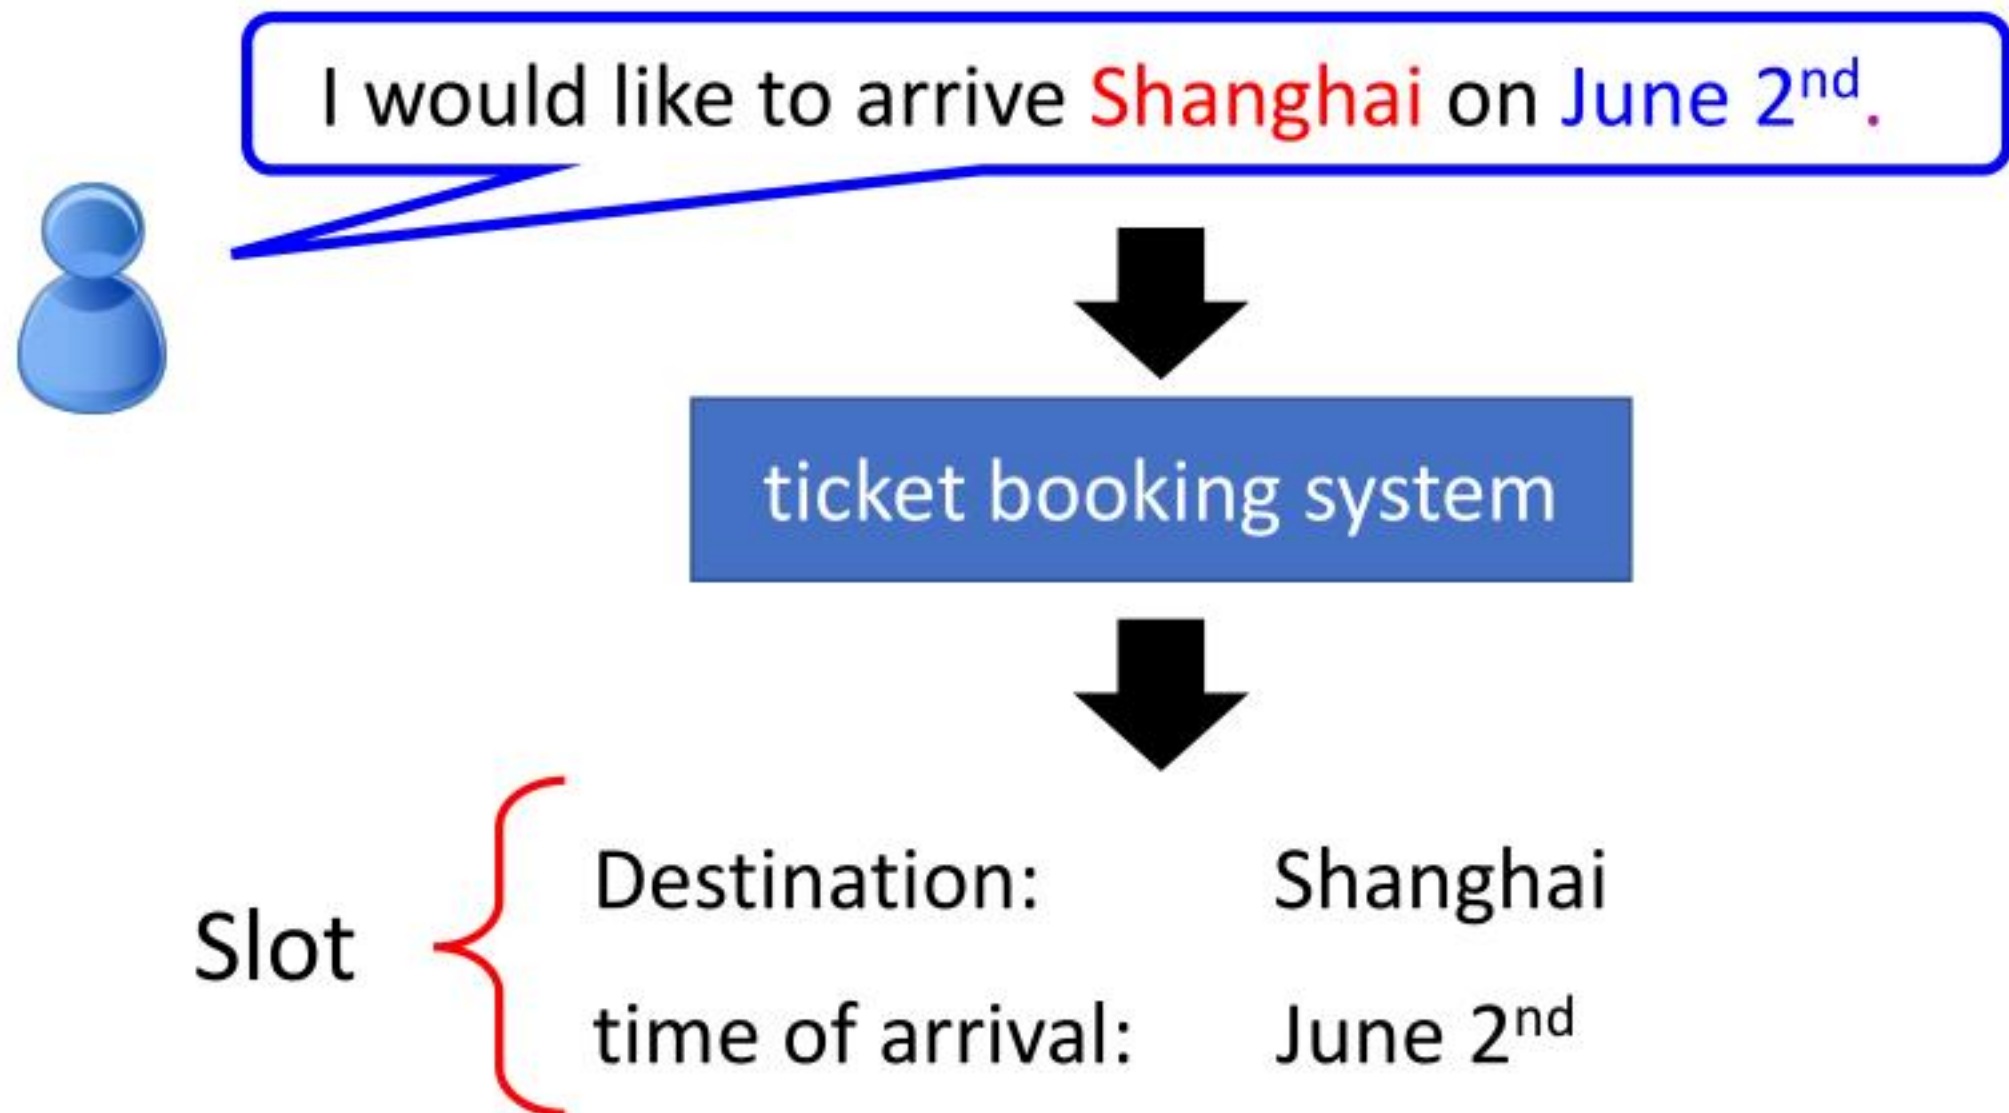 I would like to arrive Shanghai on June 2nd.
ticket booking system
Destination: Shanghai
Slot
time of arrival: June 2nd